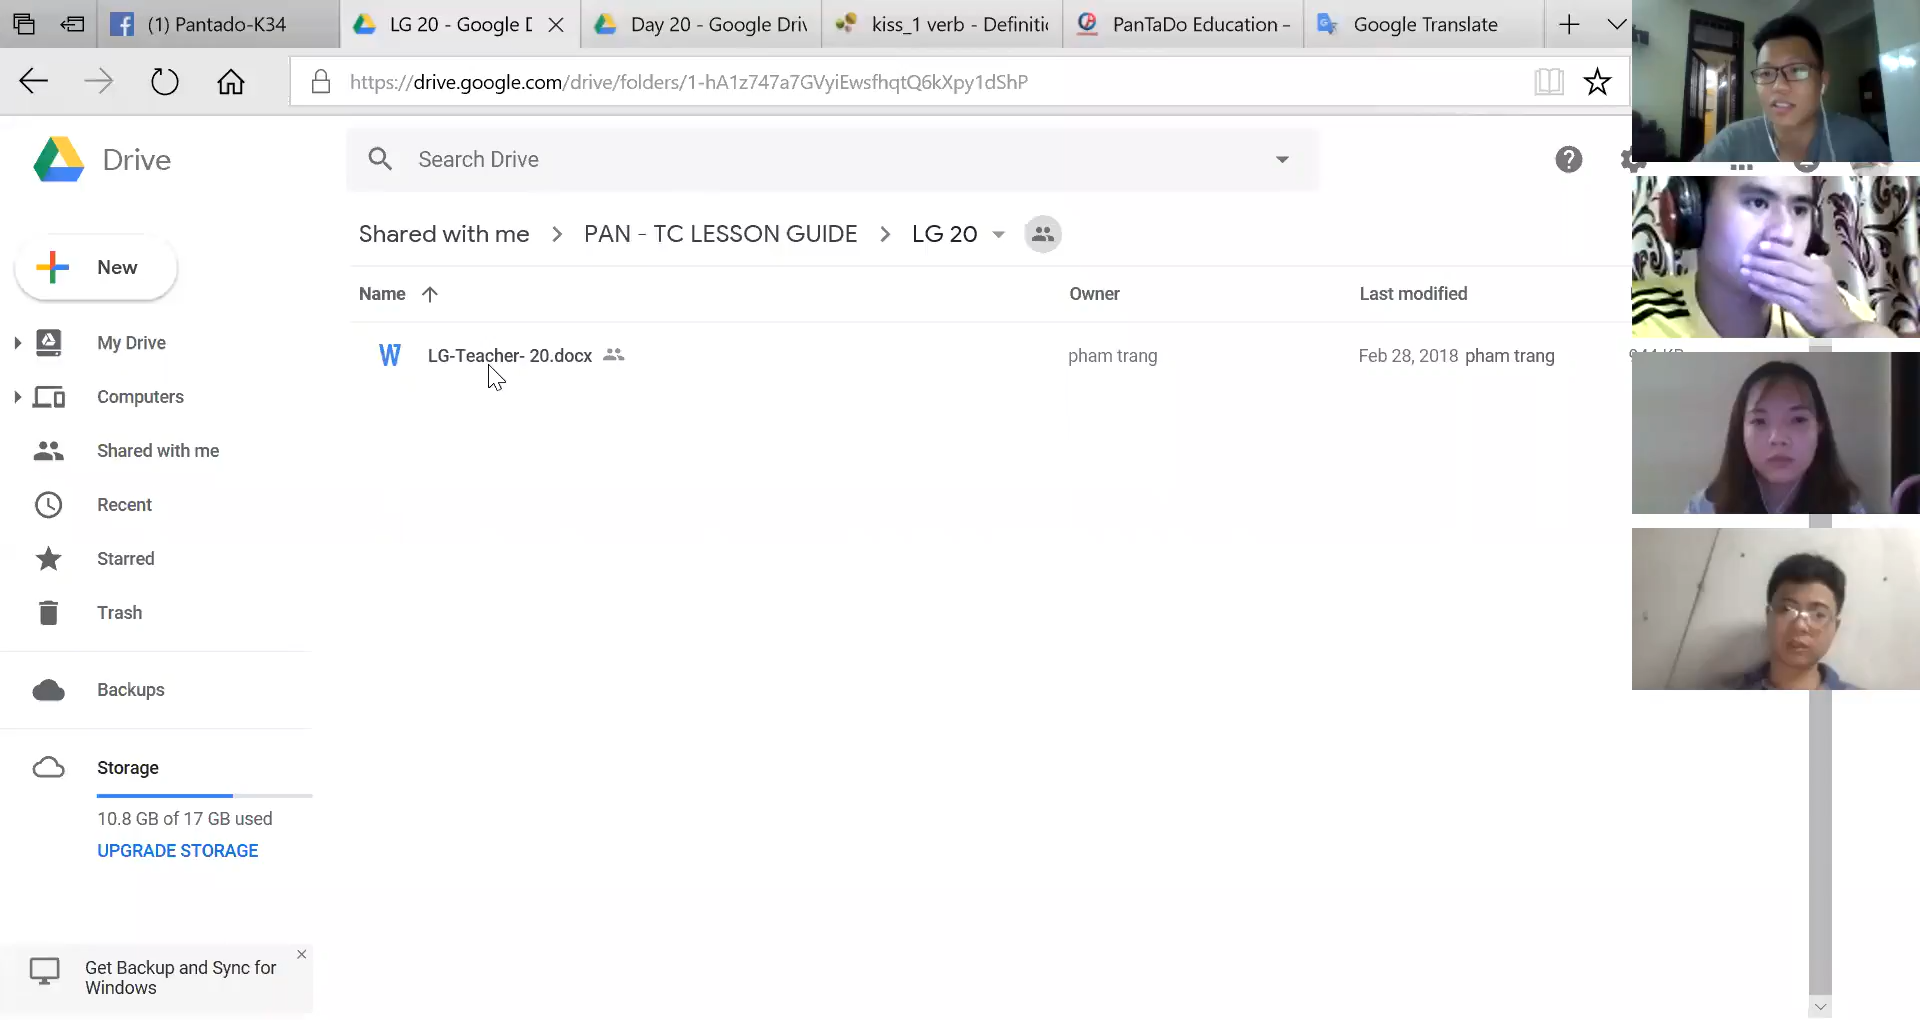 (1) Pantado-K34
LG 20 - Google D
Day 20 - Google Driv
kiss_1 verb - Definitic
PanTaDo Education –
Google Translate
https://drive.google.com/drive/folders/1-hA1z747a7GVyiEwsfhqtQ6kXpy1dShP
Drive
Search Drive
Shared with me > PAN - TC LESSON GUIDE > LG 20
New
Name
Owner
Last modified
LG-Teacher- 20.docx
pham trang
Feb 28, 2018 pham trang
My Drive
Computers
Shared with me
Recent
Starred
Trash
Backups
Storage
10.8 GB of 17 GB used
UPGRADE STORAGE
Get Backup and Sync for
Windows